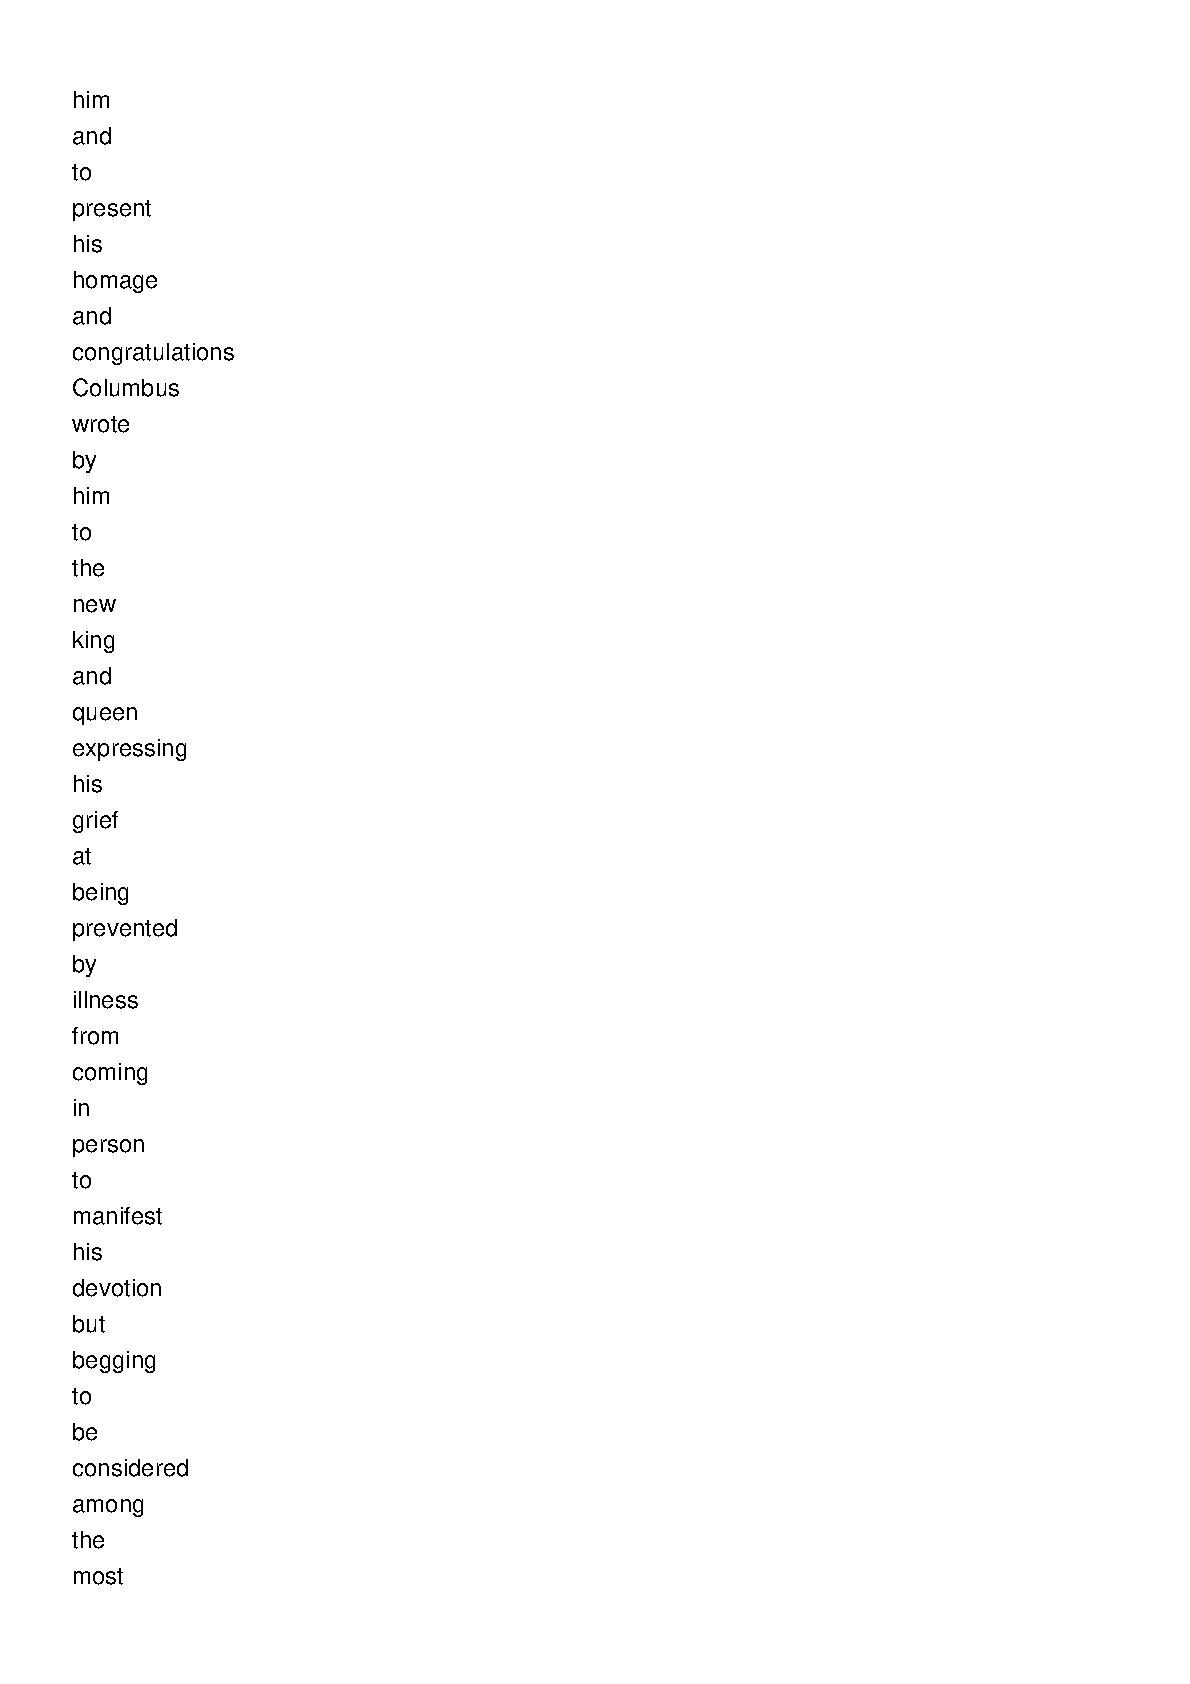 him
and
to
present
his
homage
and
congratulations
Columbus
wrote
by
him
to
the
new
king
and
queen
expressing
his
grief
at
being
prevented
by
illness
from
coming
in
person
to
manifest
his
devotion
but
begging
to
be
considered
among
the
most